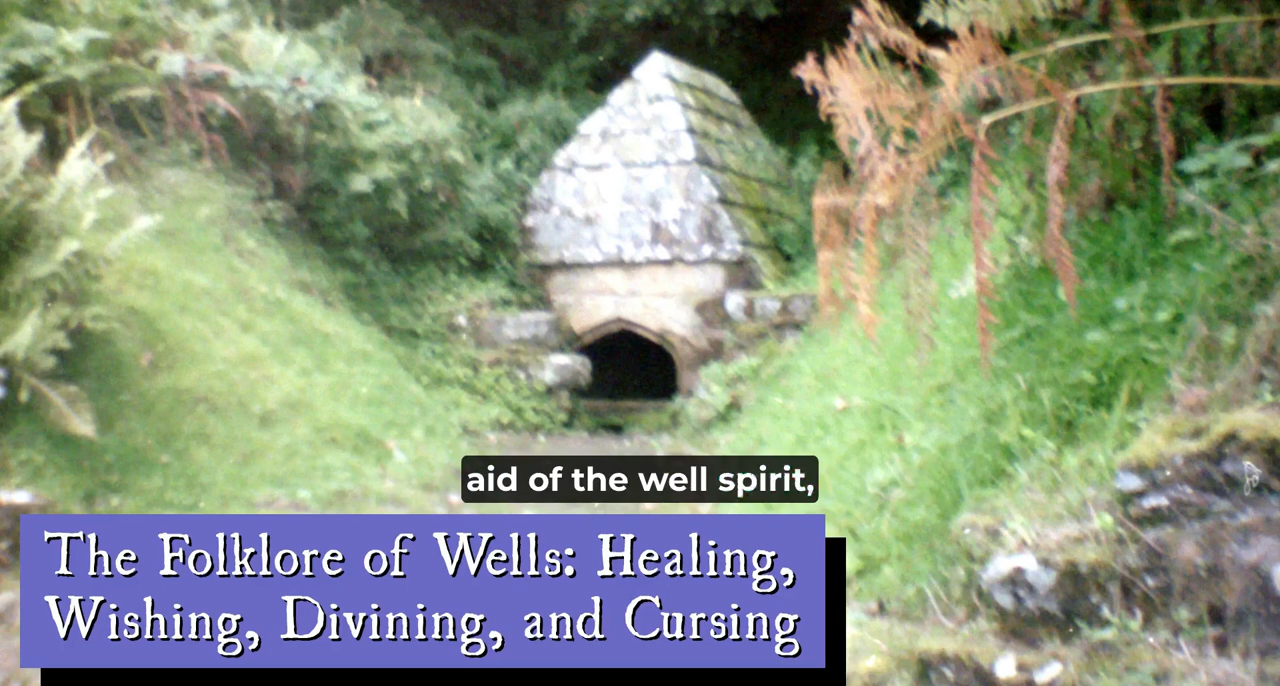 aid of the well spirit,
The Folklore of Wells: Healing,
Wishing, Divining, and Cursing